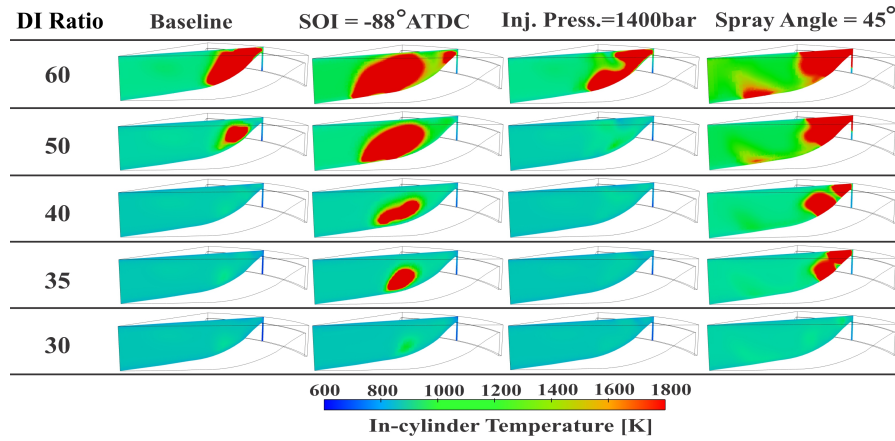 DI Ratio Baseline SOI = -88°ATDC Inj. Press.=1400bar Spray Angle = 45°
60
50
40
35
30
600 800 1000 1200 1400 1600 1800
In-cylinder Temperature [K]